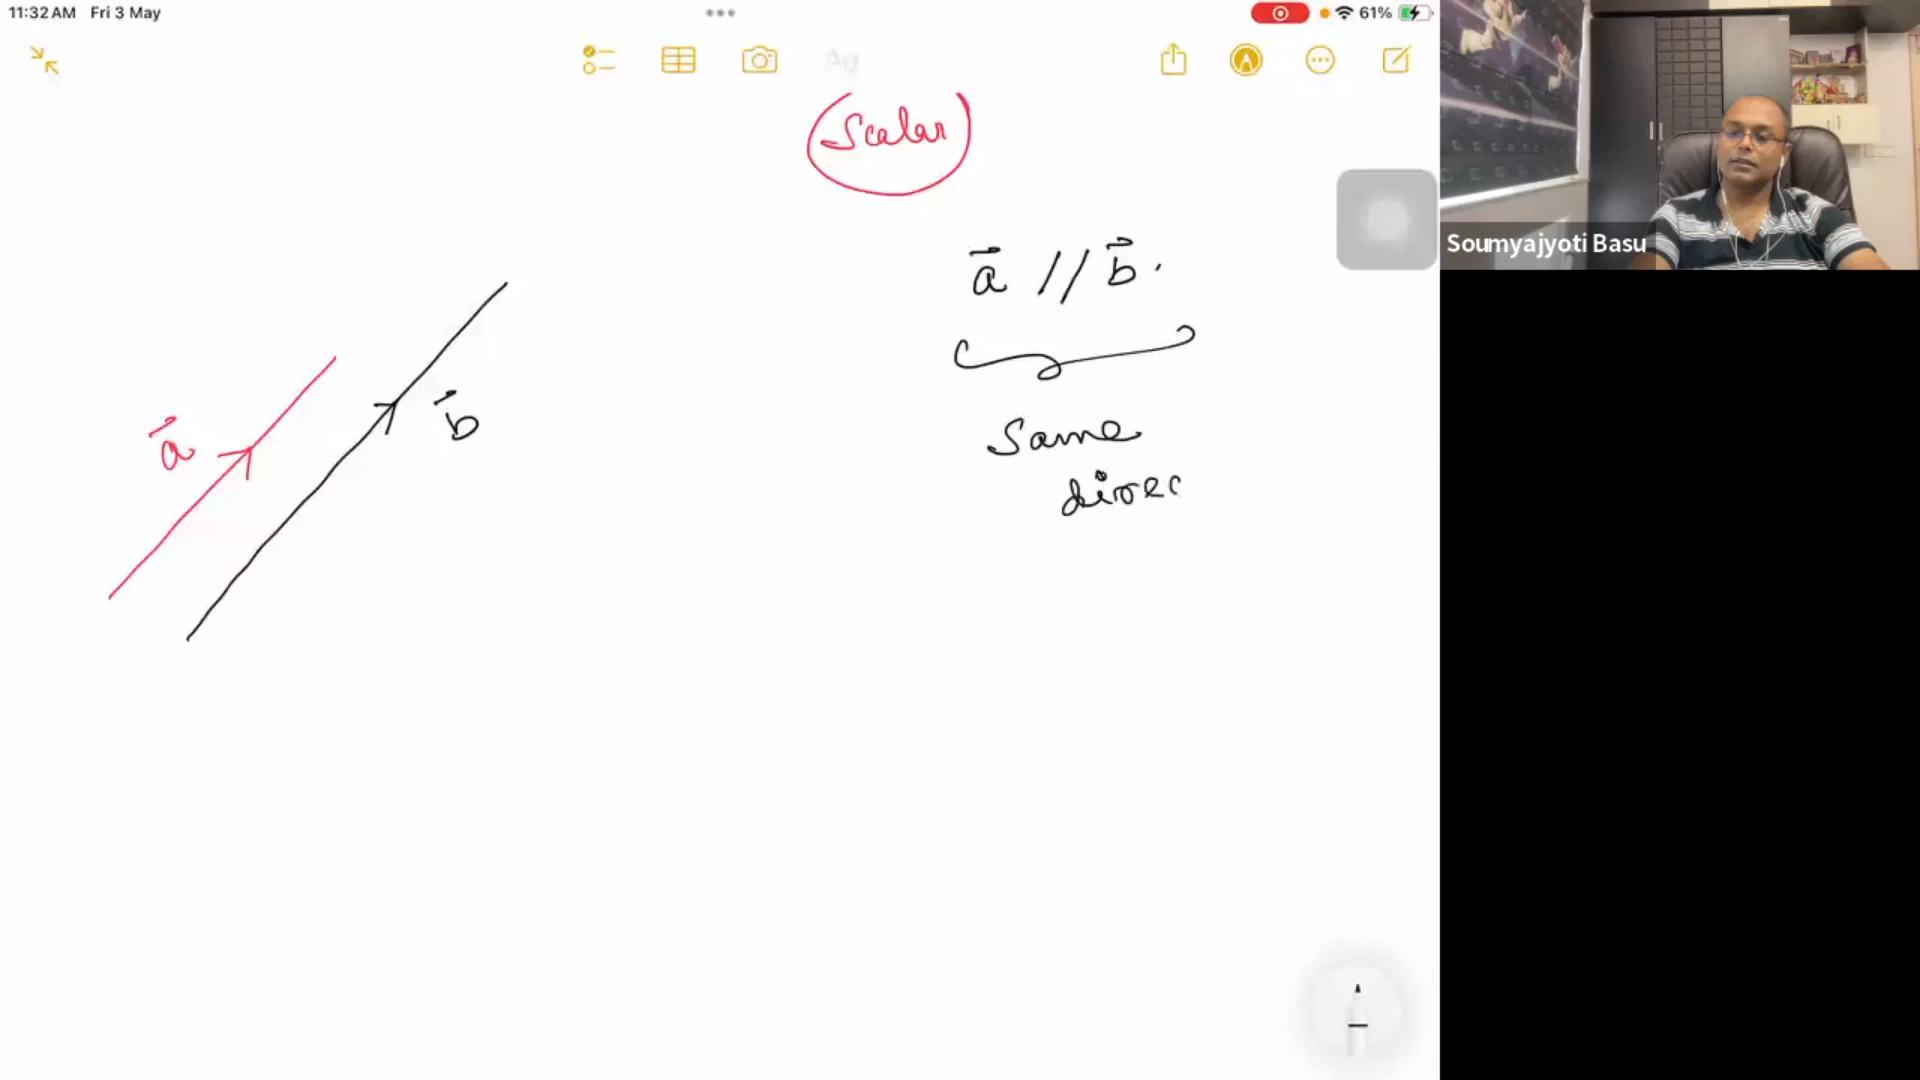 11:32 AM Fri 3 May
61%
Scalar
a⃗ // b⃗.
a⃗
b⃗
Same
direc
Soumyajyoti Basu